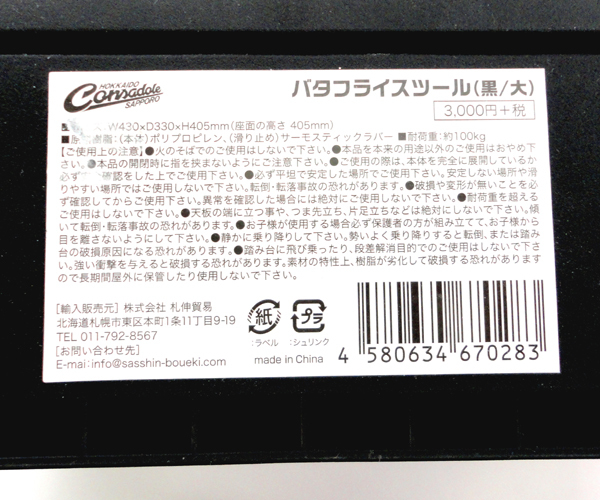 HOKKAIDO
Consadole
SAPPORO
バタフライスツール(黒/大)
3,000円+税
W430×D330×H405mm(座面の高さ 405mm)
樹脂:(本体)ポリプロピレン、(滑り止め)サーモスティックラバー ■耐荷重:約100kg
【ご使用上の注意】●火のそばでのご使用はしないで下さい。●本品を本来の用途以外のご使用はおやめ下
さい。●本品の開閉時に指を挟まないようにご注意下さい。●ご使用の際は、本体を完全に展開しているか
必ず 確認をした上でご使用下さい。●必ず平坦で安定した場所でご使用下さい。安定しない場所や滑
りやすい場所ではご使用しないで下さい。転倒・転落事故の恐れがあります。●破損や変形が無いことを必
ず確認してからご使用下さい。異常を確認した場合には絶対にご使用しないで下さい。●耐荷重を超える
ご使用はしないで下さい。●天板の端に立つ事や、つま先立ち、片足立ちなどは絶対にしないで下さい。傾
いて転倒・転落事故の恐れがあります。●お子様が使用する場合必ず保護者の方が組み立てて、お子様から
目を離さないようにして下さい。●静かに乗り降りして下さい。勢いよく乗り降りすると転倒、または踏み
台の破損原因になる恐れがあります。●踏み台に飛び乗ったり、段差解消目的でのご使用はしないで下さ
い。強い衝撃を与えると破損する恐れがあります。素材の特性上、樹脂が劣化して破損する恐れがあります
ので長期間屋外に保管したり使用しないで下さい。
[輸入販売元] 株式会社 札伸貿易
北海道札幌市東区本町1条11丁目9-19
TEL 011-792-8567
[お問い合わせ先]
E-mai:info@sasshin-boueki.com
紙
:ラベル
プラ
:シュリンク
made in China
4 580634 670283